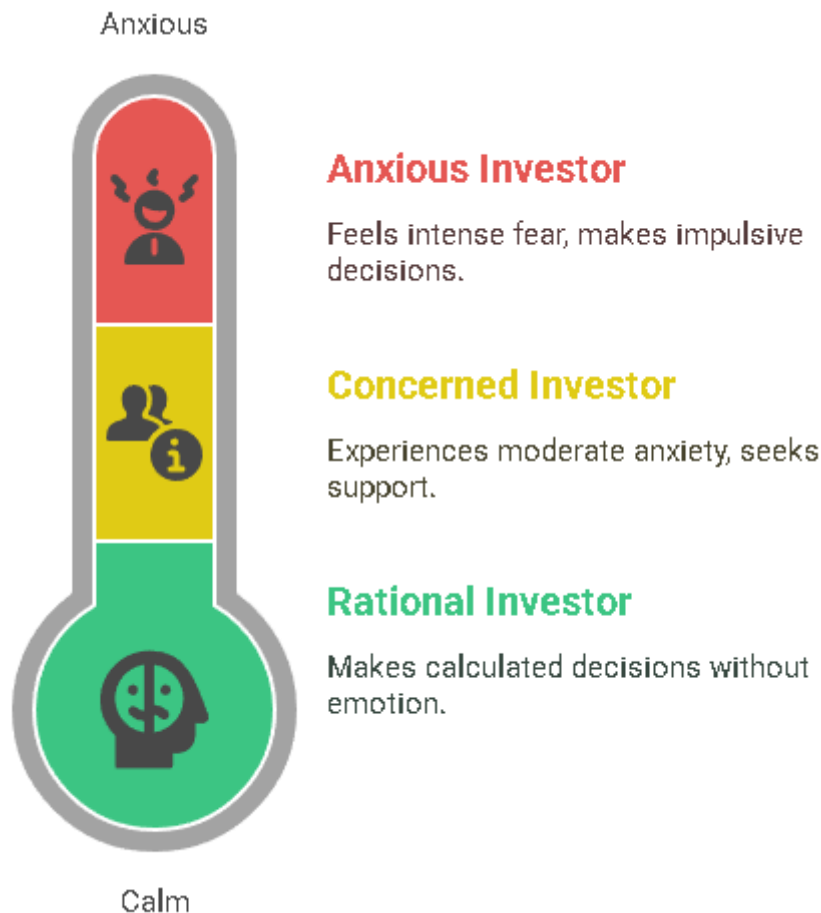 Anxious
Anxious Investor
Feels intense fear, makes impulsive
decisions.
Concerned Investor
Experiences moderate anxiety, seeks
support.
Rational Investor
Makes calculated decisions without
emotion.
Calm